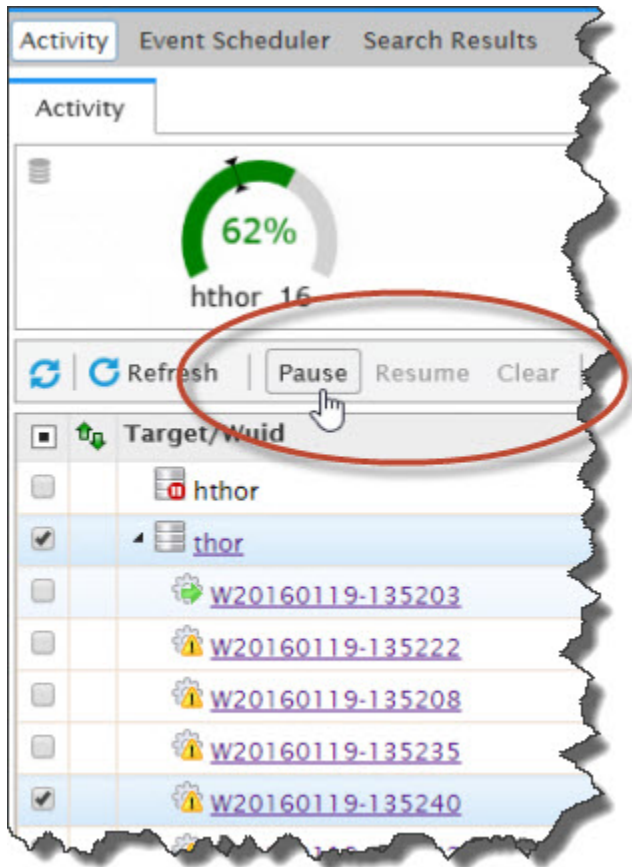 Activity Event Scheduler Search Results
Activity
62%
hthor 16
Refresh Pause Resume Clear
Target/Wuid
hthor
thor
W20160119-135203
W20160119-135222
W20160119-135208
W20160119-135235
W20160119-135240